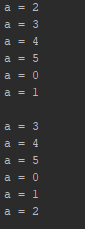 a = 2
a = 3
a = 4
a = 5
a = 0
a = 1
a = 3
a = 4
a = 5
a = 0
a = 1
a = 2